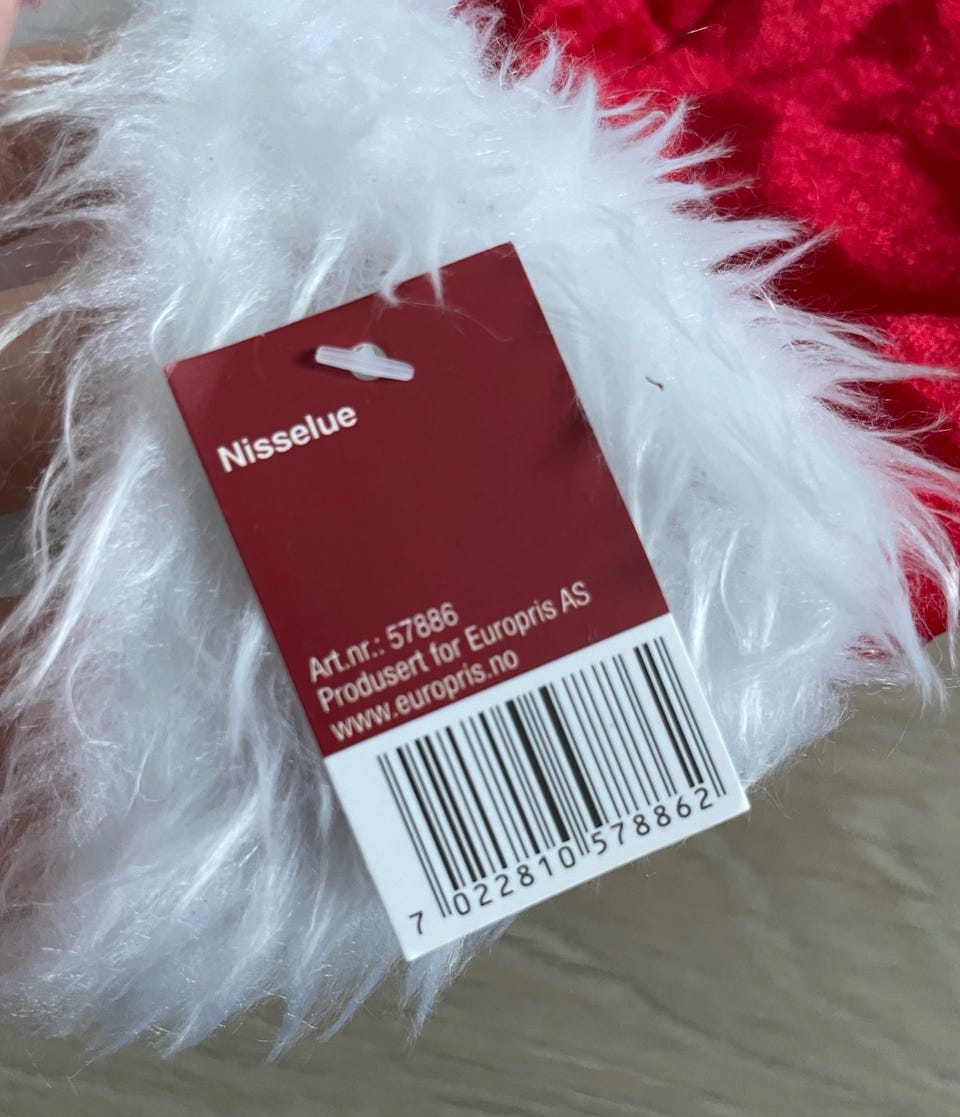 Nisselue
Art.nr.: 57886
Produsert for Europris AS
www.europris.no
7 022810 578862